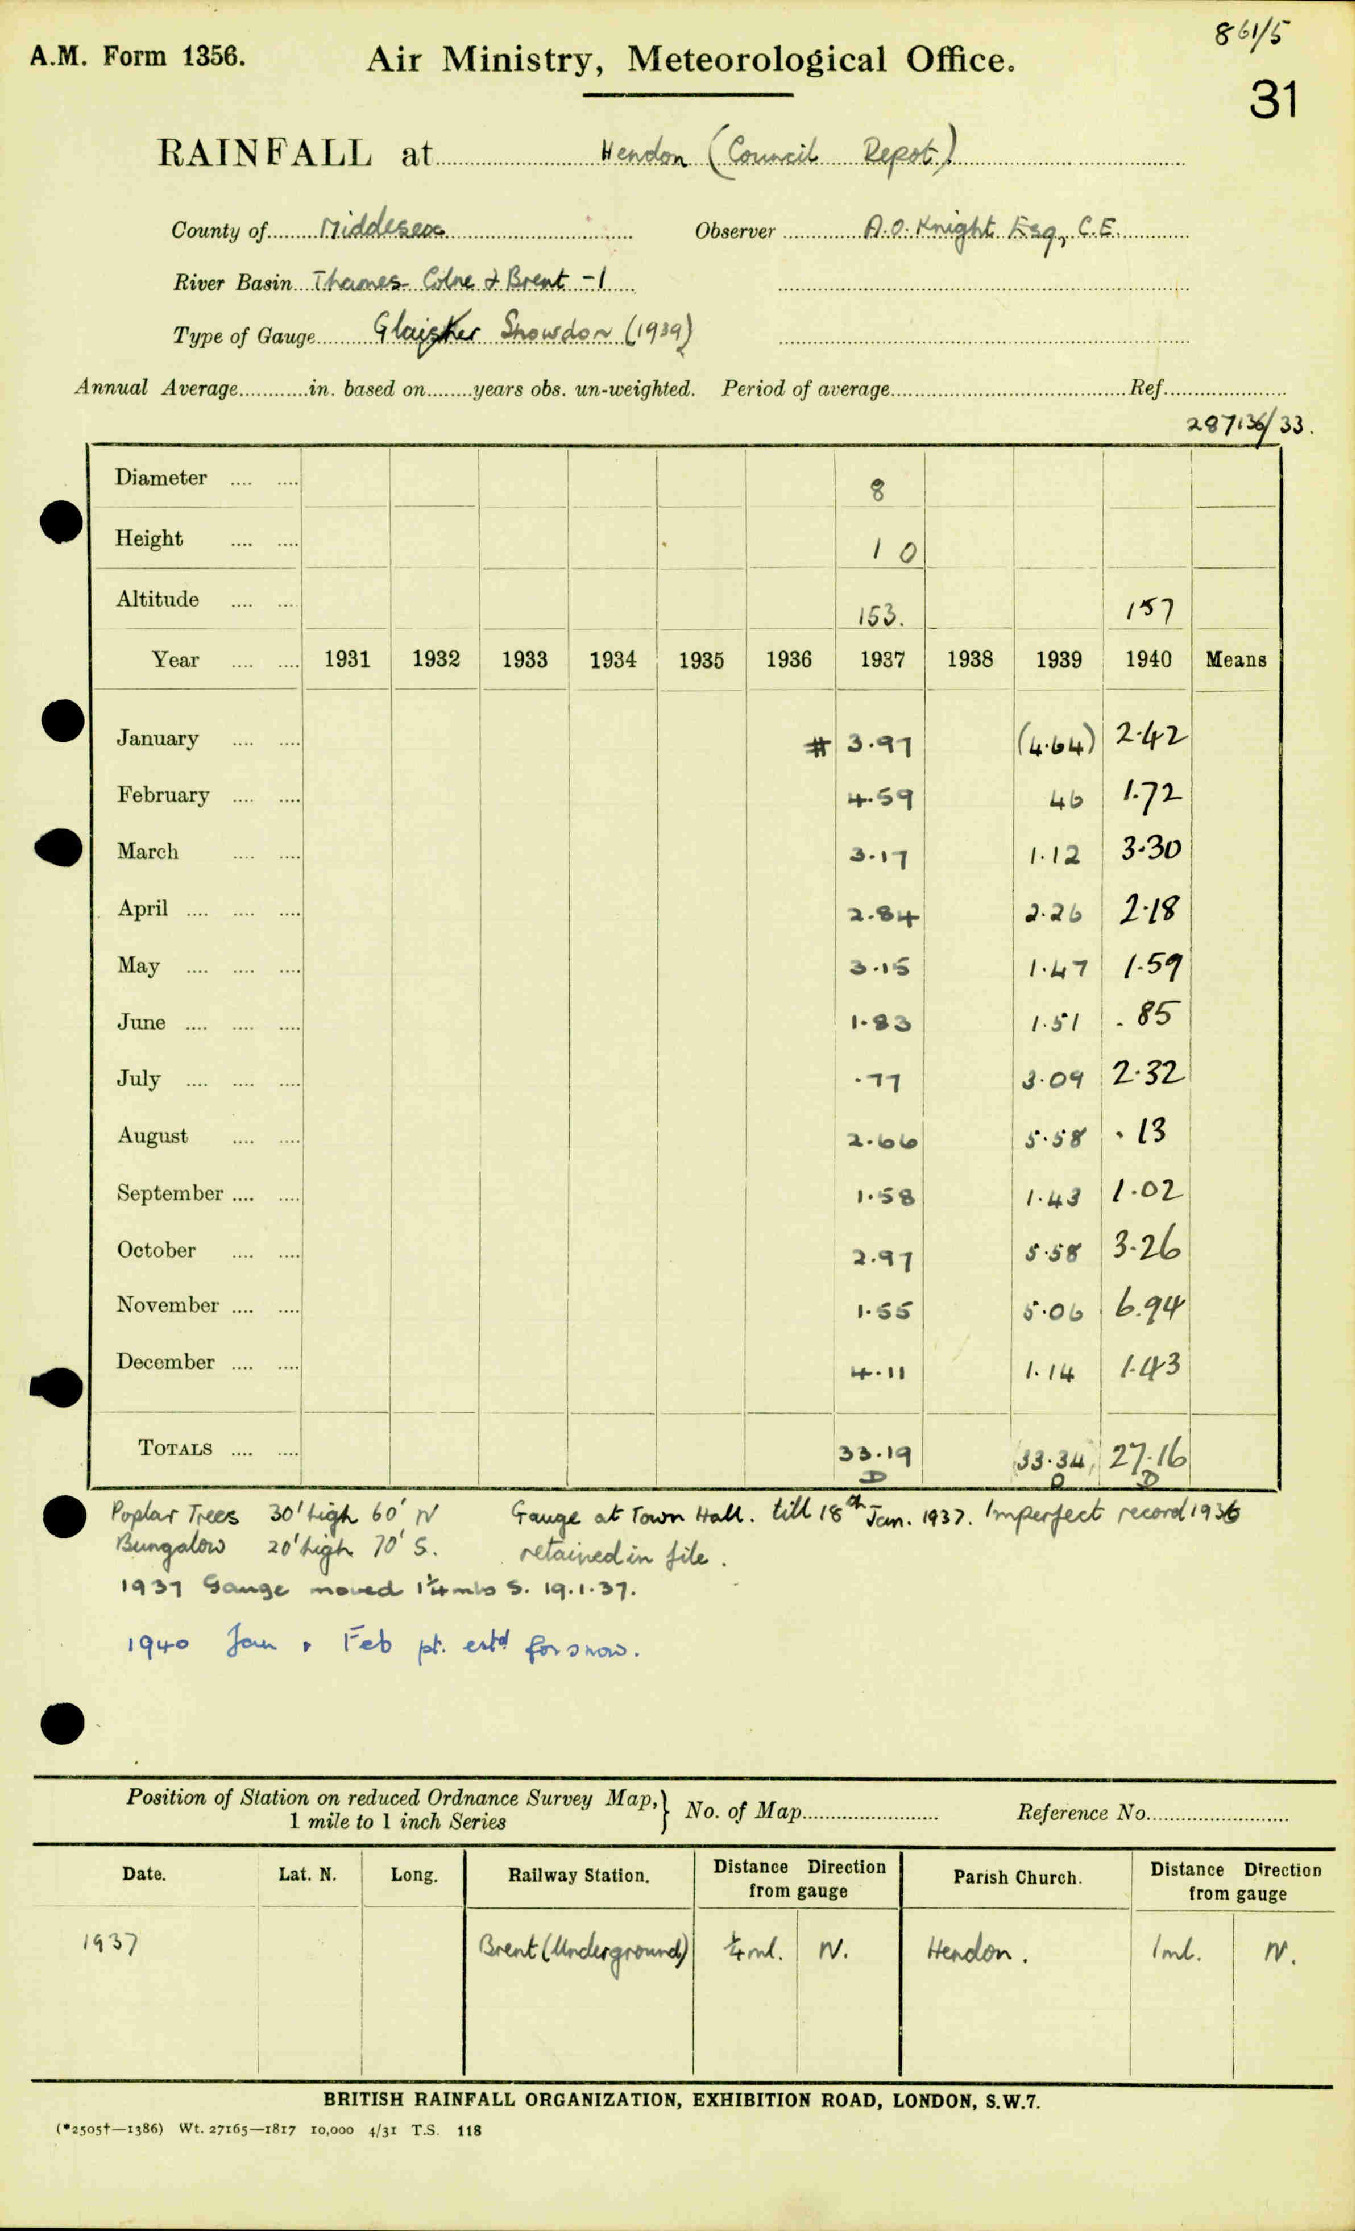 861/5
A.M. Form 1356. Air Ministry, Meteorological Office.
31
RAINFALL at Hendon (Council Depot)
County of Middlesex Observer A.O. Knight Esq, C.E.
River Basin Thames- Colne & Brent -1
Type of Gauge Glaisher Snowdon (1939)
Annual Average in. based on years obs. un-weighted. Period of average Ref.
287136/33.
Diameter 8
Height 1 0
Altitude 153. 157
Year 1931 1932 1933 1934 1935 1936 1937 1938 1939 1940 Means
January # 3.97 (4.64) 2.42
February 4.59 46 1.72
March 3.17 1.12 3.30
April 2.84 2.26 2.18
May 3.15 1.47 1.59
June 1.83 1.51 .85
July .77 3.09 2.32
August 2.66 5.58 .13
September 1.58 1.43 1.02
October 2.97 5.58 3.26
November 1.55 5.06 6.94
December 4.11 1.14 1.43
TOTALS 33.19 (33.34) 27.16
D D D
Poplar Trees 30' high 60' N Gauge at Town Hall. till 18th Jan. 1937. Imperfect record 1936
Bungalow 20' high 70' S. retained in file.
1937 Gauge moved 1¼ mls S. 19.1.37.
1940 Jan & Feb pt. estd for snow.
Position of Station on reduced Ordnance Survey Map,} No. of Map Reference No.
1 mile to 1 inch Series
Date. Lat. N. Long. Railway Station. Distance Direction from gauge Parish Church. Distance Direction from gauge
1937 Brent (Underground) ¼ ml. N. Hendon. 1 ml. N.
BRITISH RAINFALL ORGANIZATION, EXHIBITION ROAD, LONDON, S.W.7.
(*2505†—1386) Wt. 27165—1817 10,000 4/31 T.S. 118